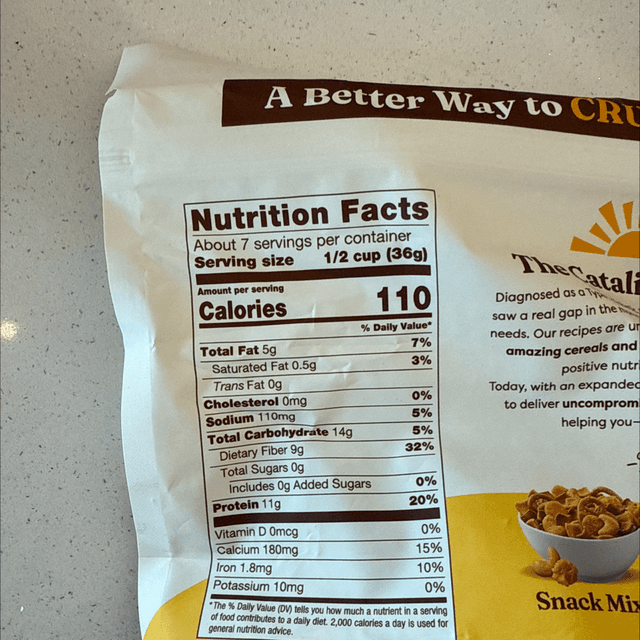 A Better Way to
Nutrition Facts
About 7 servings per container
Serving size 1/2 cup (36g)
Amount per serving
Calories 110
% Daily Value*
Total Fat 5g 7%
Saturated Fat 0.5g 3%
Trans Fat 0g
Cholesterol 0mg 0%
Sodium 110mg 5%
Total Carbohydrate 14g 5%
Dietary Fiber 9g 32%
Total Sugars 0g
Includes 0g Added Sugars 0%
Protein 11g 20%
Vitamin D 0mcg 0%
Calcium 180mg 15%
Iron 1.8mg 10%
Potassium 10mg 0%
*The % Daily Value (DV) tells you how much a nutrient in a serving
of food contributes to a daily diet. 2,000 calories a day is used for
general nutrition advice.
The
Diagnosed as a
saw a real gap in the
needs. Our recipes are
amazing cereals and
positive
Today, with an
to deliver
helping you—
Snack Mix